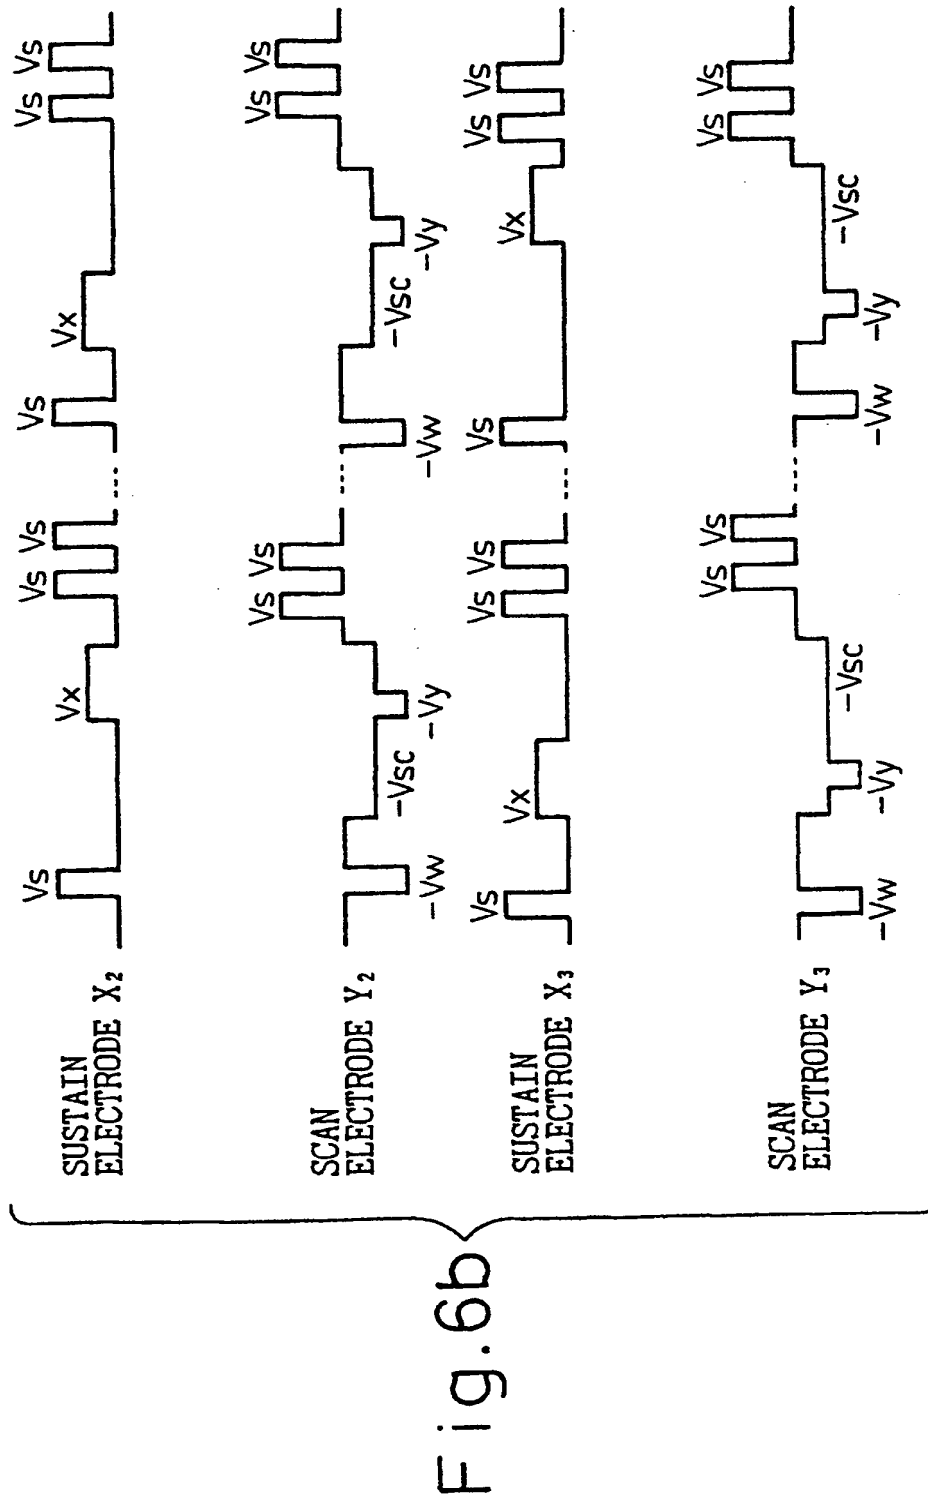 Fig.6b
SUSTAIN
ELECTRODE X2
Vs Vx Vs Vs Vs Vx Vs Vs
SCAN
ELECTRODE Y2
-Vw -Vsc -Vy Vs Vs -Vw -Vsc -Vy Vs Vs
SUSTAIN
ELECTRODE X3
Vs Vx Vs Vs Vs Vx Vs Vs
SCAN
ELECTRODE Y3
-Vw -Vy -Vsc Vs Vs -Vw -Vy -Vsc Vs Vs